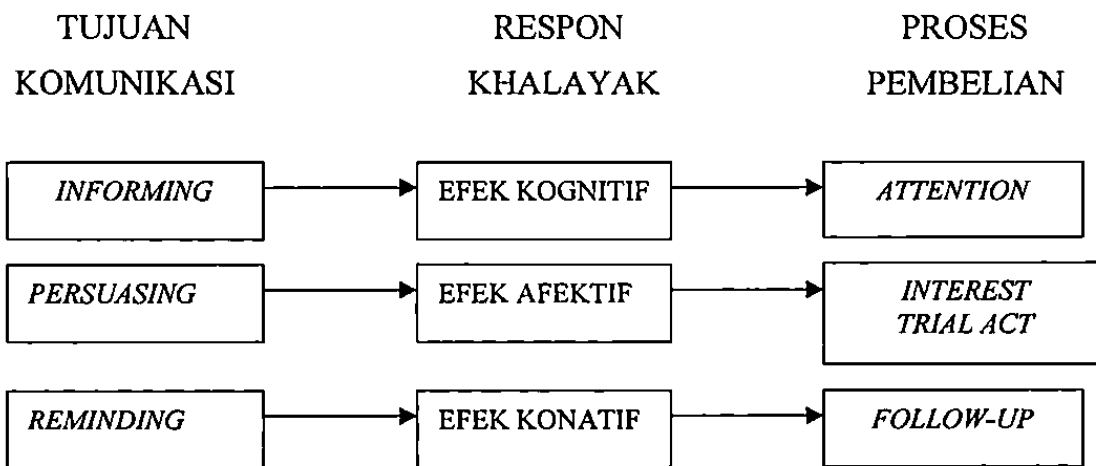 TUJUAN
KOMUNIKASI
RESPON
KHALAYAK
PROSES
PEMBELIAN
INFORMING
EFEK KOGNITIF
ATTENTION
PERSUASING
EFEK AFEKTIF
INTEREST
TRIAL ACT
REMINDING
EFEK KONATIF
FOLLOW-UP